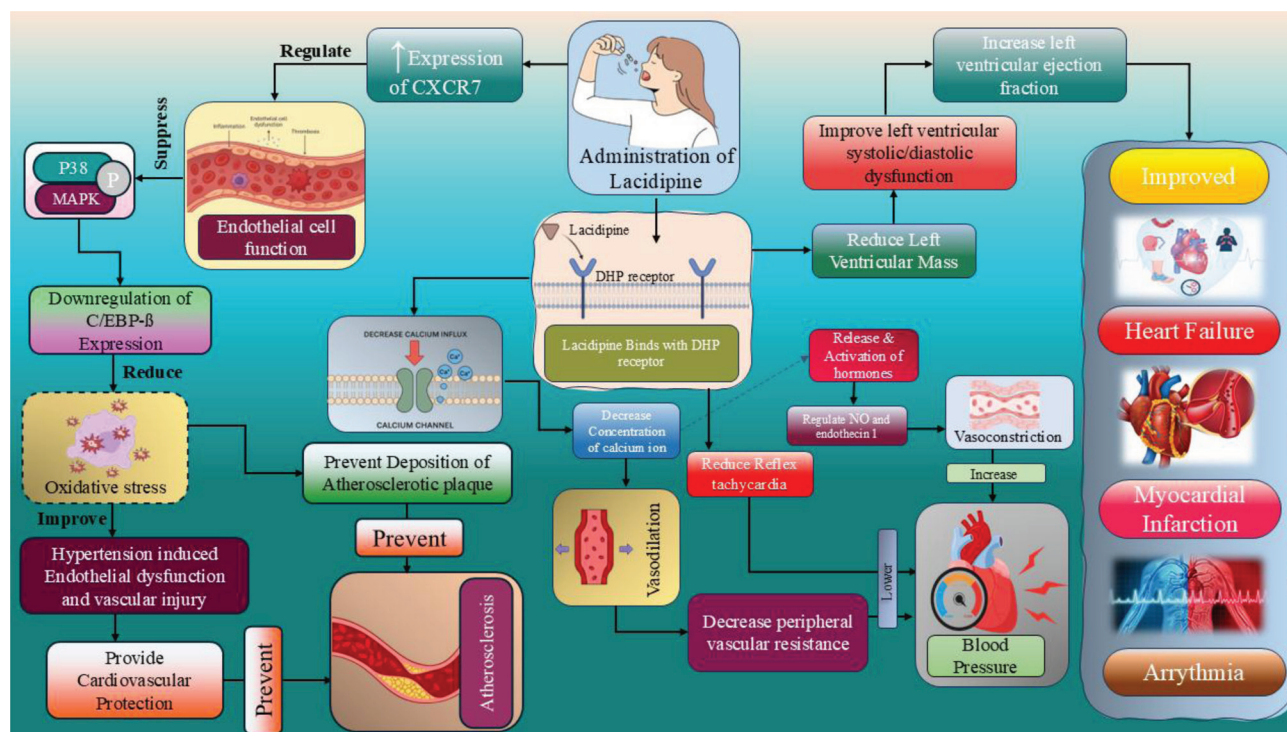 Regulate
↑ Expression
of CXCR7
Administration of
Lacidipine
Increase left
ventricular ejection
fraction
Improve left ventricular
systolic/diastolic
dysfunction
Reduce Left
Ventricular Mass
Suppress
P38
MAPK
P
Inflammation
Endothelial cell
dysfunction
Thrombosis
Endothelial cell
function
Downregulation of
C/EBP-ß
Expression
Reduce
Oxidative stress
Improve
Hypertension induced
Endothelial dysfunction
and vascular injury
Provide
Cardiovascular
Protection
Prevent
Lacidipine
DHP receptor
Lacidipine Binds with DHP
receptor
DECREASE CALCIUM INFLUX
Ca²⁺
Ca²⁺
Ca²⁺
CALCIUM CHANNEL
Prevent Deposition of
Atherosclerotic plaque
Prevent
Atherosclerosis
Decrease
Concentration
of calcium ion
Vasodilation
Decrease peripheral
vascular resistance
Reduce Reflex
tachycardia
Release &
Activation of
hormones
Regulate NO and
endothecin 1
Vasoconstriction
Increase
Lower
Blood
Pressure
Improved
Heart Failure
Myocardial
Infarction
Arrythmia